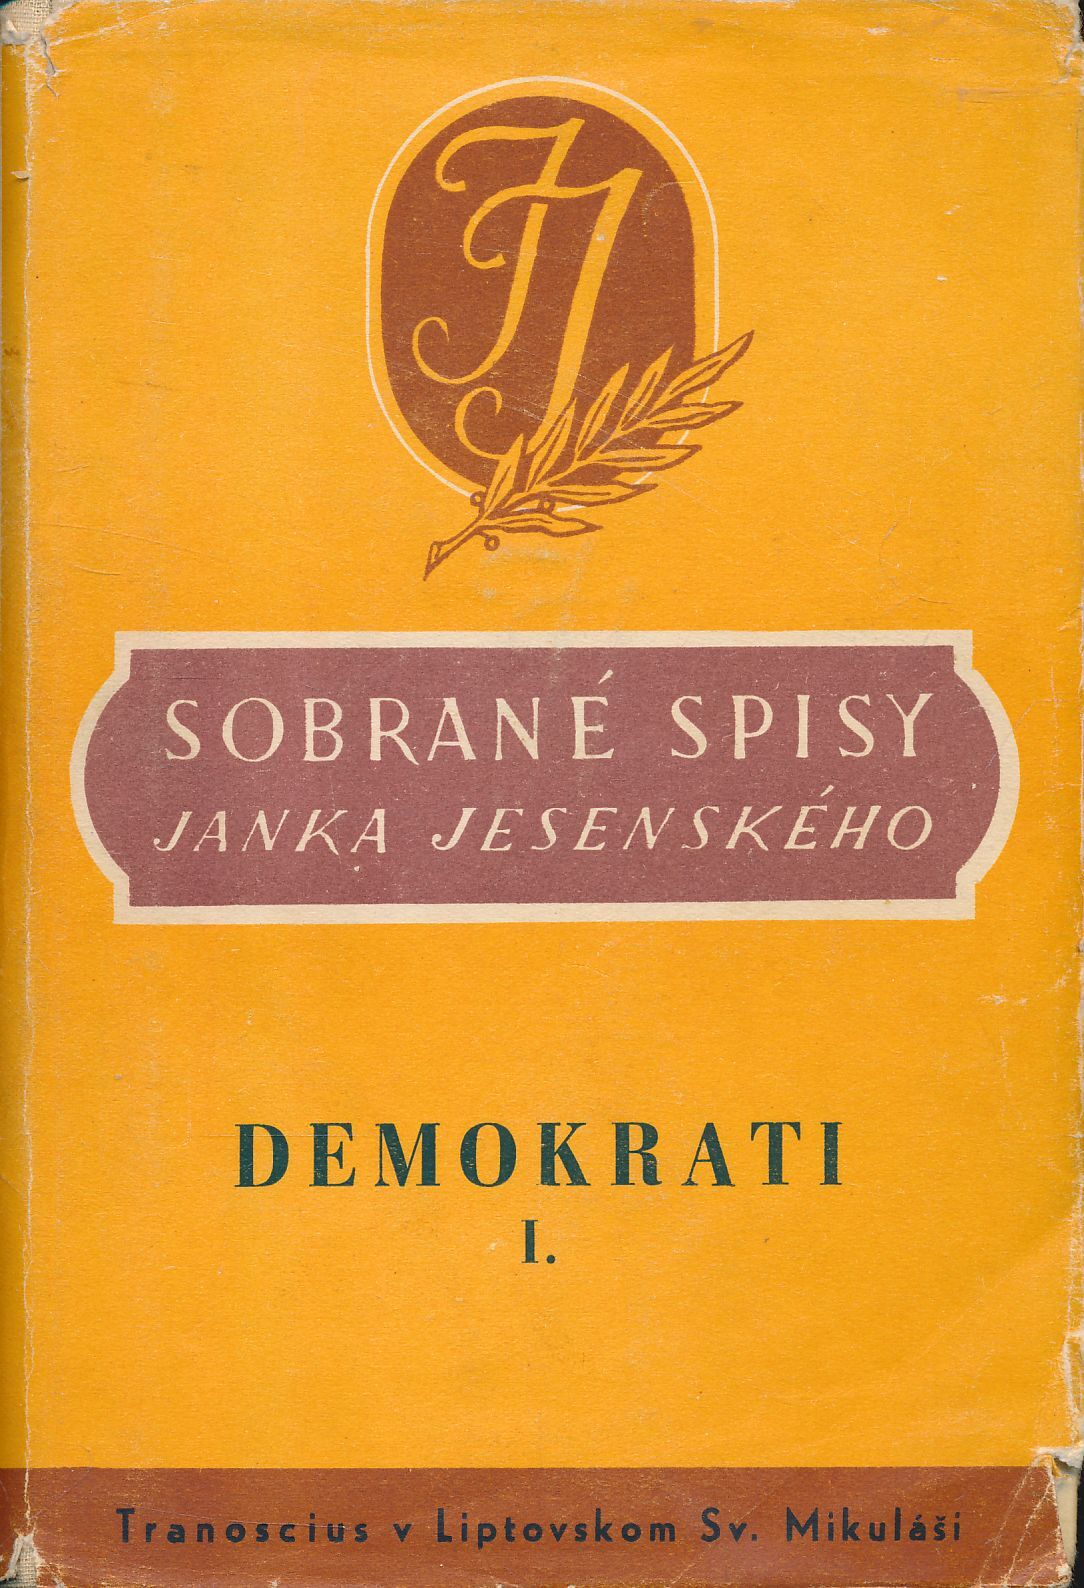 JJ
SOBRANÉ SPISY
JANKA JESENSKÉHO
DEMOKRATI
I.
Tranoscius v Liptovskom Sv. Mikuláši